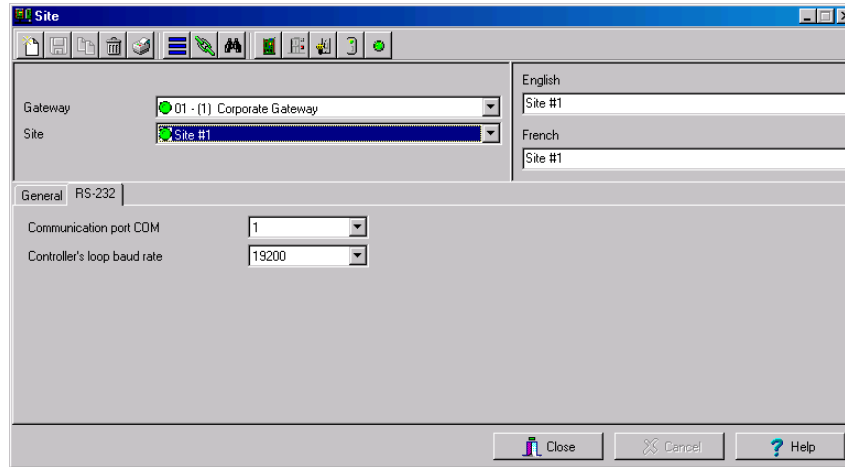 Site
English
Gateway
01 - (1) Corporate Gateway
Site #1
Site
Site #1
French
Site #1
General
RS-232
Communication port COM
1
Controller's loop baud rate
19200
Close
Cancel
Help